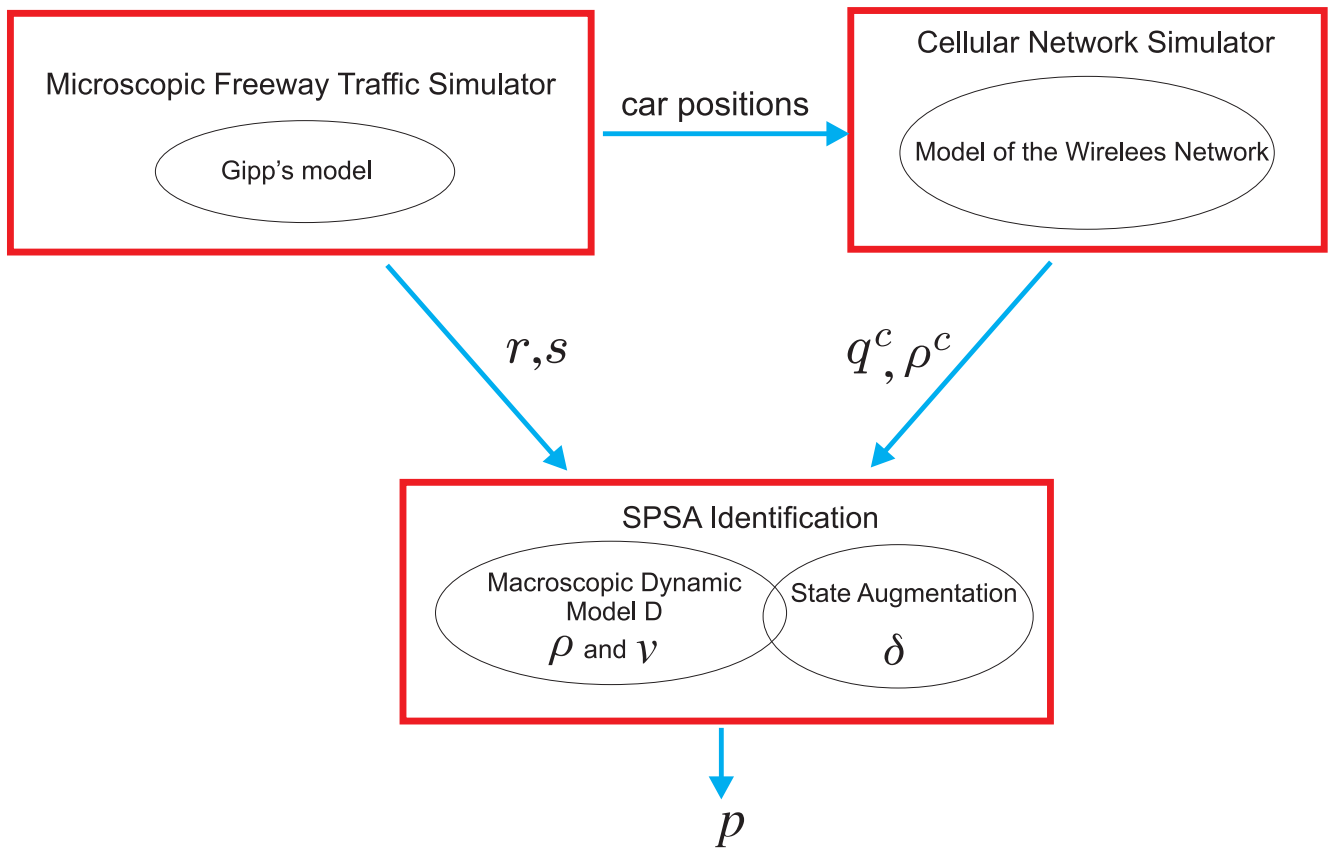 Microscopic Freeway Traffic Simulator
Gipp's model
car positions
Cellular Network Simulator
Model of the Wirelees Network
r,s
q^c, ρ^c
SPSA Identification
Macroscopic Dynamic
Model D
ρ and ν
State Augmentation
δ
p